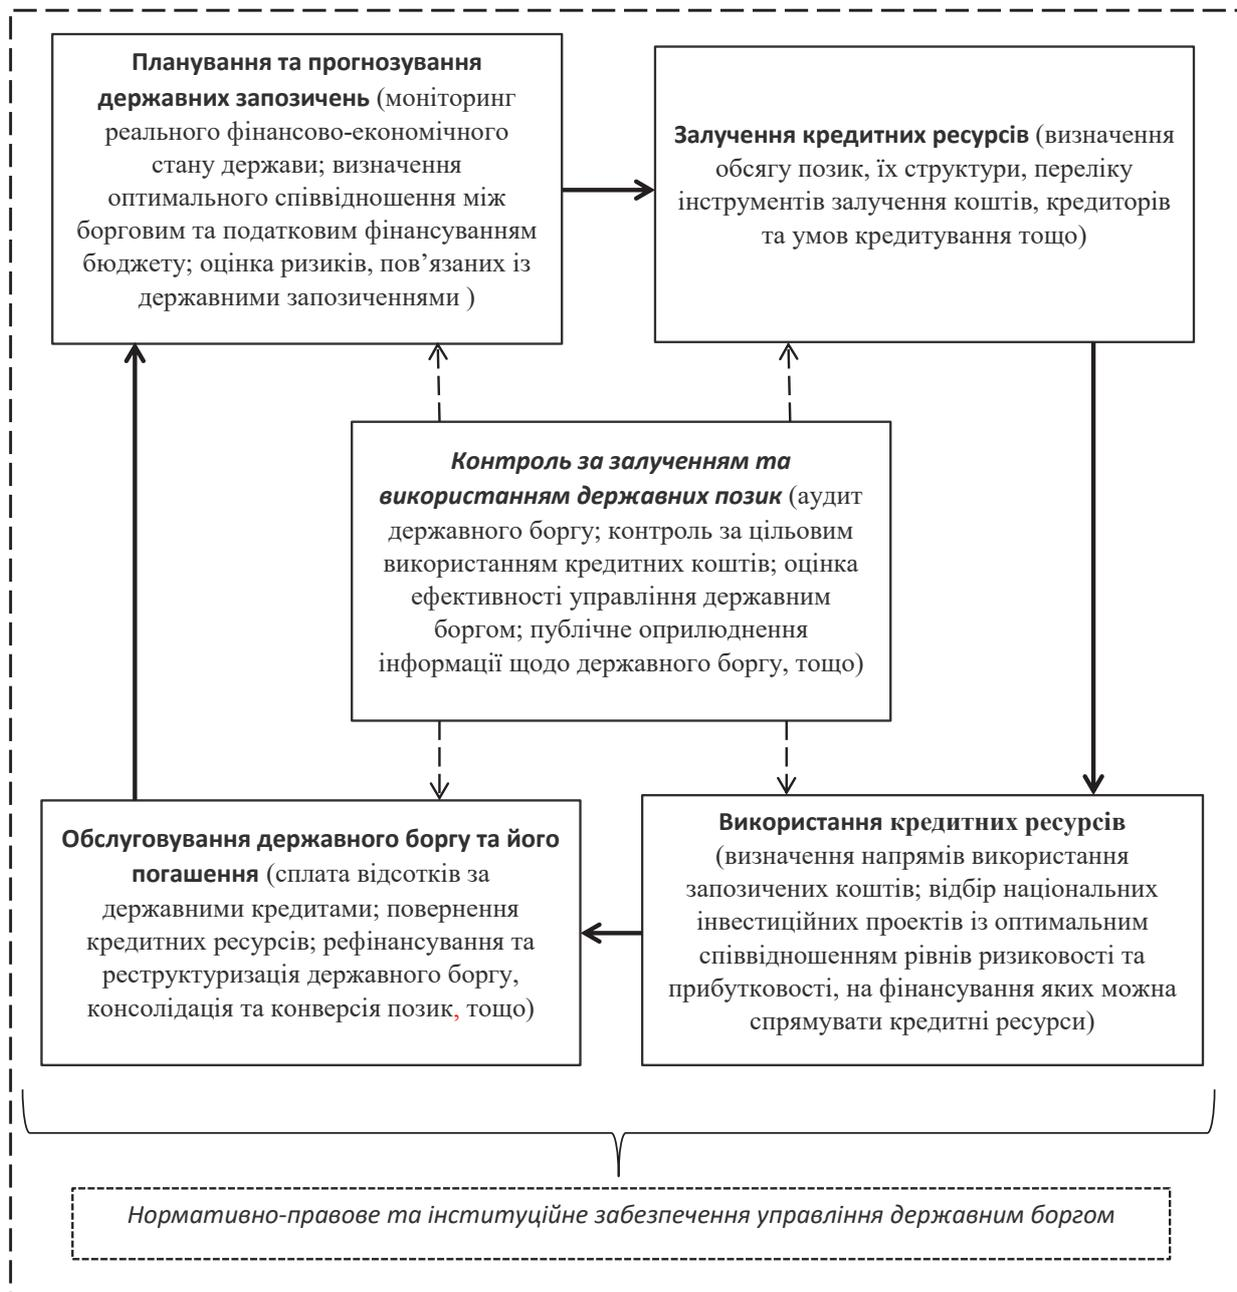 Планування та прогнозування
державних запозичень (моніторинг
реального фінансово-економічного
стану держави; визначення
оптимального співвідношення між
борговим та податковим фінансуванням
бюджету; оцінка ризиків, пов’язаних із
державними запозиченнями )
Залучення кредитних ресурсів (визначення
обсягу позик, їх структури, переліку
інструментів залучення коштів, кредиторів
та умов кредитування тощо)
Контроль за залученням та
використанням державних позик (аудит
державного боргу; контроль за цільовим
використанням кредитних коштів; оцінка
ефективності управління державним
боргом; публічне оприлюднення
інформації щодо державного боргу, тощо)
Обслуговування державного боргу та його
погашення (сплата відсотків за
державними кредитами; повернення
кредитних ресурсів; рефінансування та
реструктуризація державного боргу,
консолідація та конверсія позик, тощо)
Використання кредитних ресурсів
(визначення напрямів використання
запозичених коштів; відбір національних
інвестиційних проектів із оптимальним
співвідношенням рівнів ризиковості та
прибутковості, на фінансування яких можна
спрямувати кредитні ресурси)
Нормативно-правове та інституційне забезпечення управління державним боргом